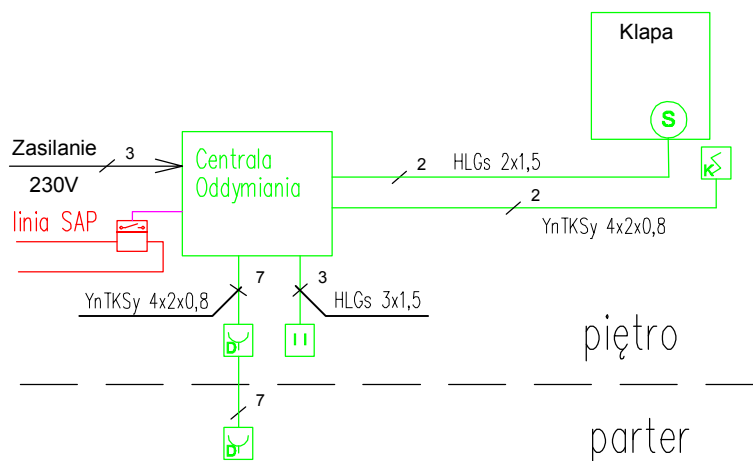 Klapa
S
Zasilanie
3
230V
Centrala
Oddymiania
2
HLGs 2x1,5
K
2
YnTKSy 4x2x0,8
linia SAP
7
YnTKSy 4x2x0,8
3
HLGs 3x1,5
D
piętro
7
D
parter